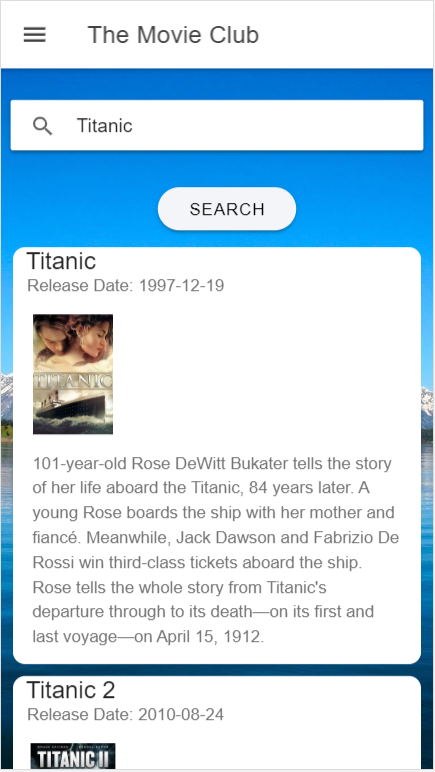 The Movie Club
Titanic
SEARCH
Titanic
Release Date: 1997-12-19
TITANIC
101-year-old Rose DeWitt Bukater tells the story
of her life aboard the Titanic, 84 years later. A
young Rose boards the ship with her mother and
fiancé. Meanwhile, Jack Dawson and Fabrizio De
Rossi win third-class tickets aboard the ship.
Rose tells the whole story from Titanic's
departure through to its death—on its first and
last voyage—on April 15, 1912.
Titanic 2
Release Date: 2010-08-24
TITANIC II